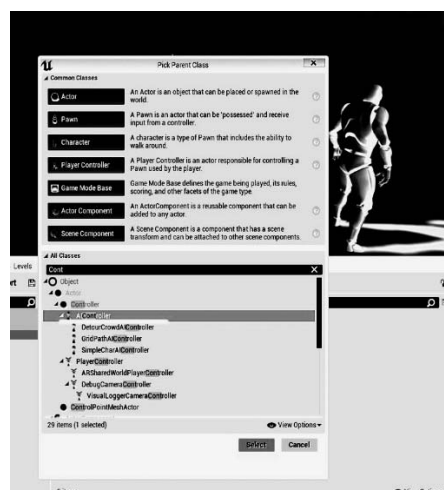 Pick Parent Class
Common Classes
Actor
An Actor is an object that can be placed or spawned in the
world.
Pawn
A Pawn is an actor that can be 'possessed' and receive
input from a controller.
Character
A character is a type of Pawn that includes the ability to
walk around.
Player Controller
A Player Controller is an actor responsible for controlling a
Pawn used by the player.
Game Mode Base
Game Mode Base defines the game being played, its rules,
scoring, and other facets of the game type.
Actor Component
An ActorComponent is a reusable component that can be
added to any actor.
Scene Component
A Scene Component is a component that has a scene
transform and can be attached to other scene components.
All Classes
Levels
Cont
Object
Actor
Controller
AIController
DetourCrowdAIController
GridPathAIController
SimpleCharAIController
PlayerController
ARSharedWorldPlayerController
DebugCameraController
VisualLoggerCameraController
ControlPointMeshActor
29 items (1 selected)
View Options
Select
Cancel